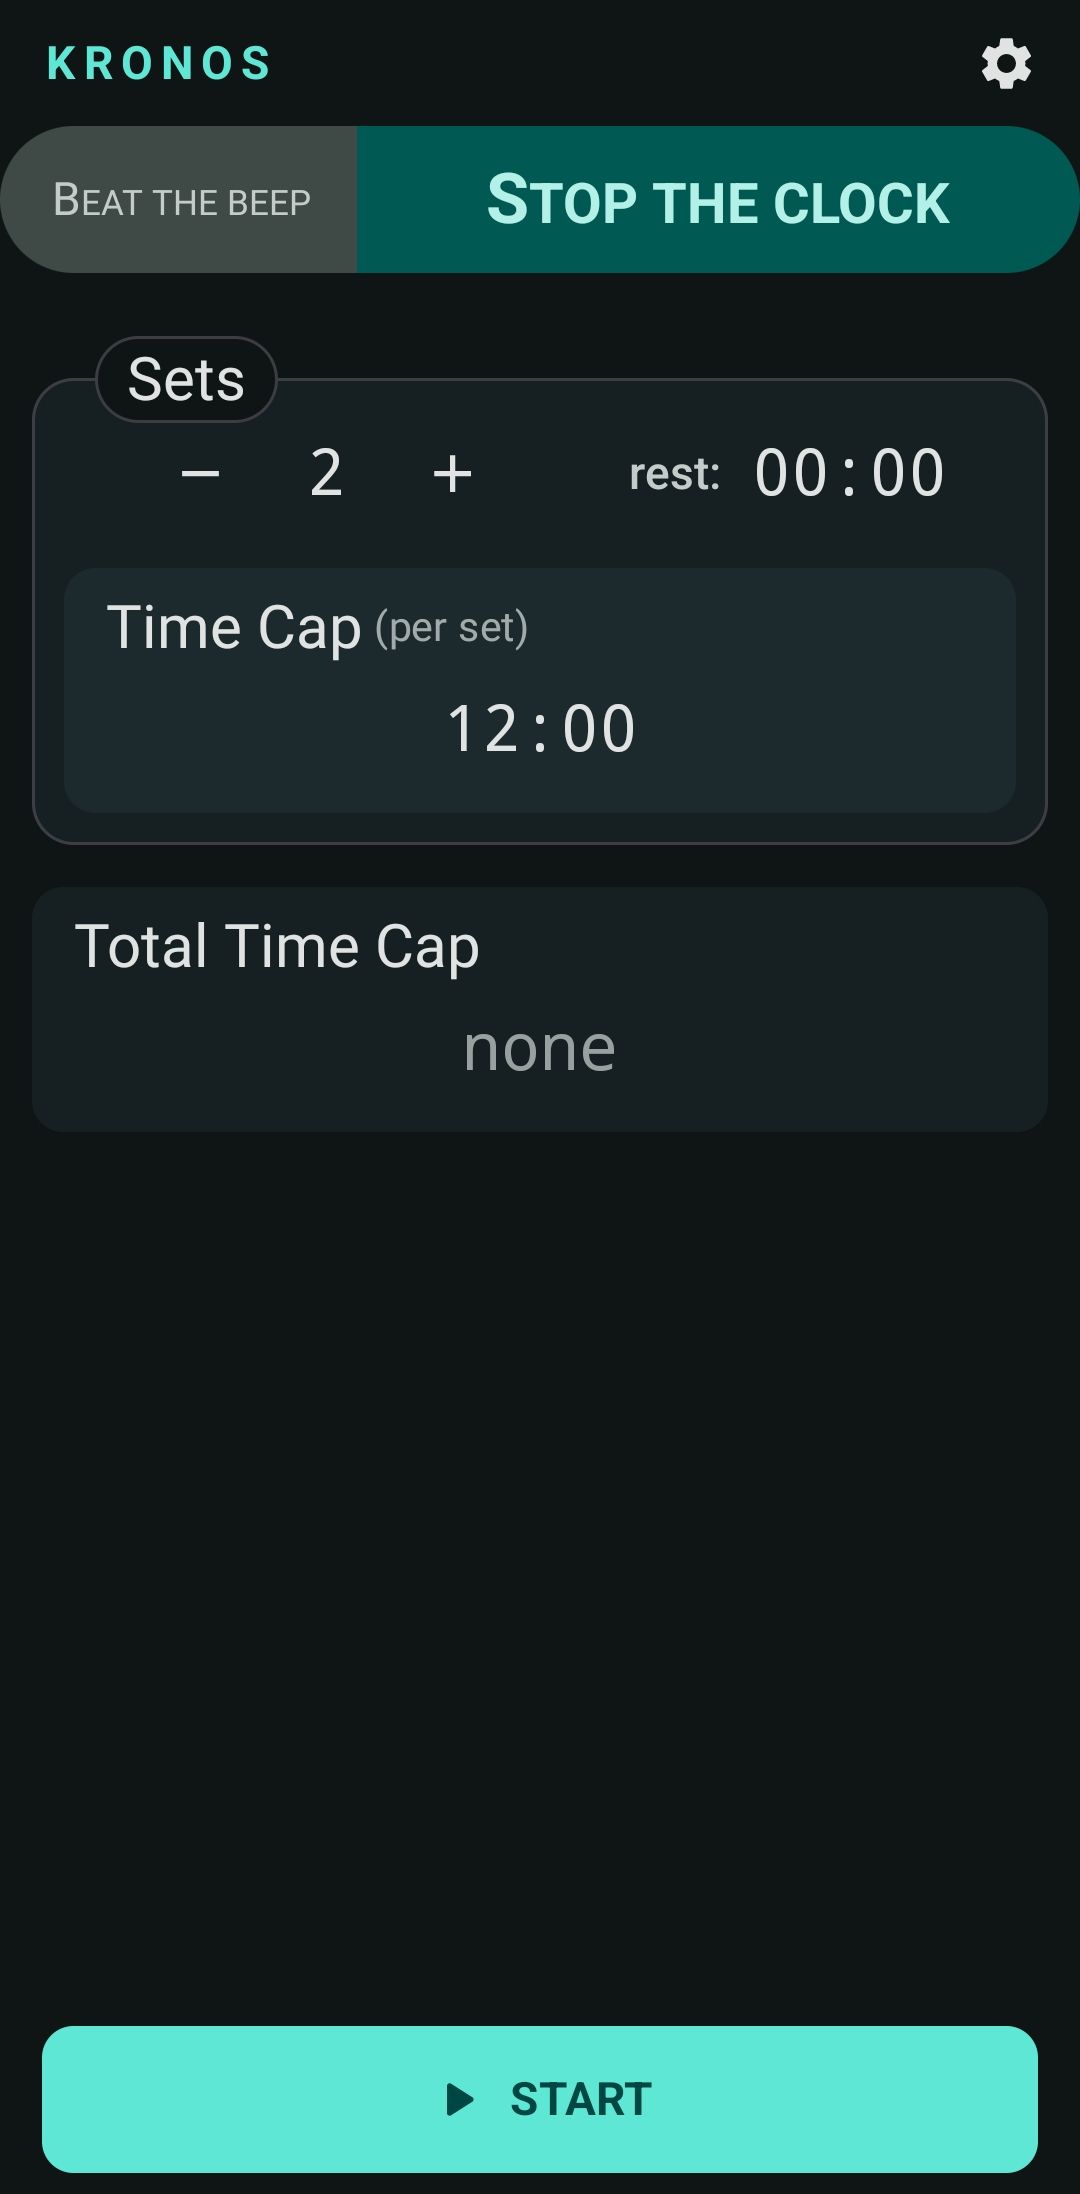 KRONOS
BEAT THE BEEP
STOP THE CLOCK
Sets
− 2 + rest: 00:00
Time Cap (per set)
12:00
Total Time Cap
none
START